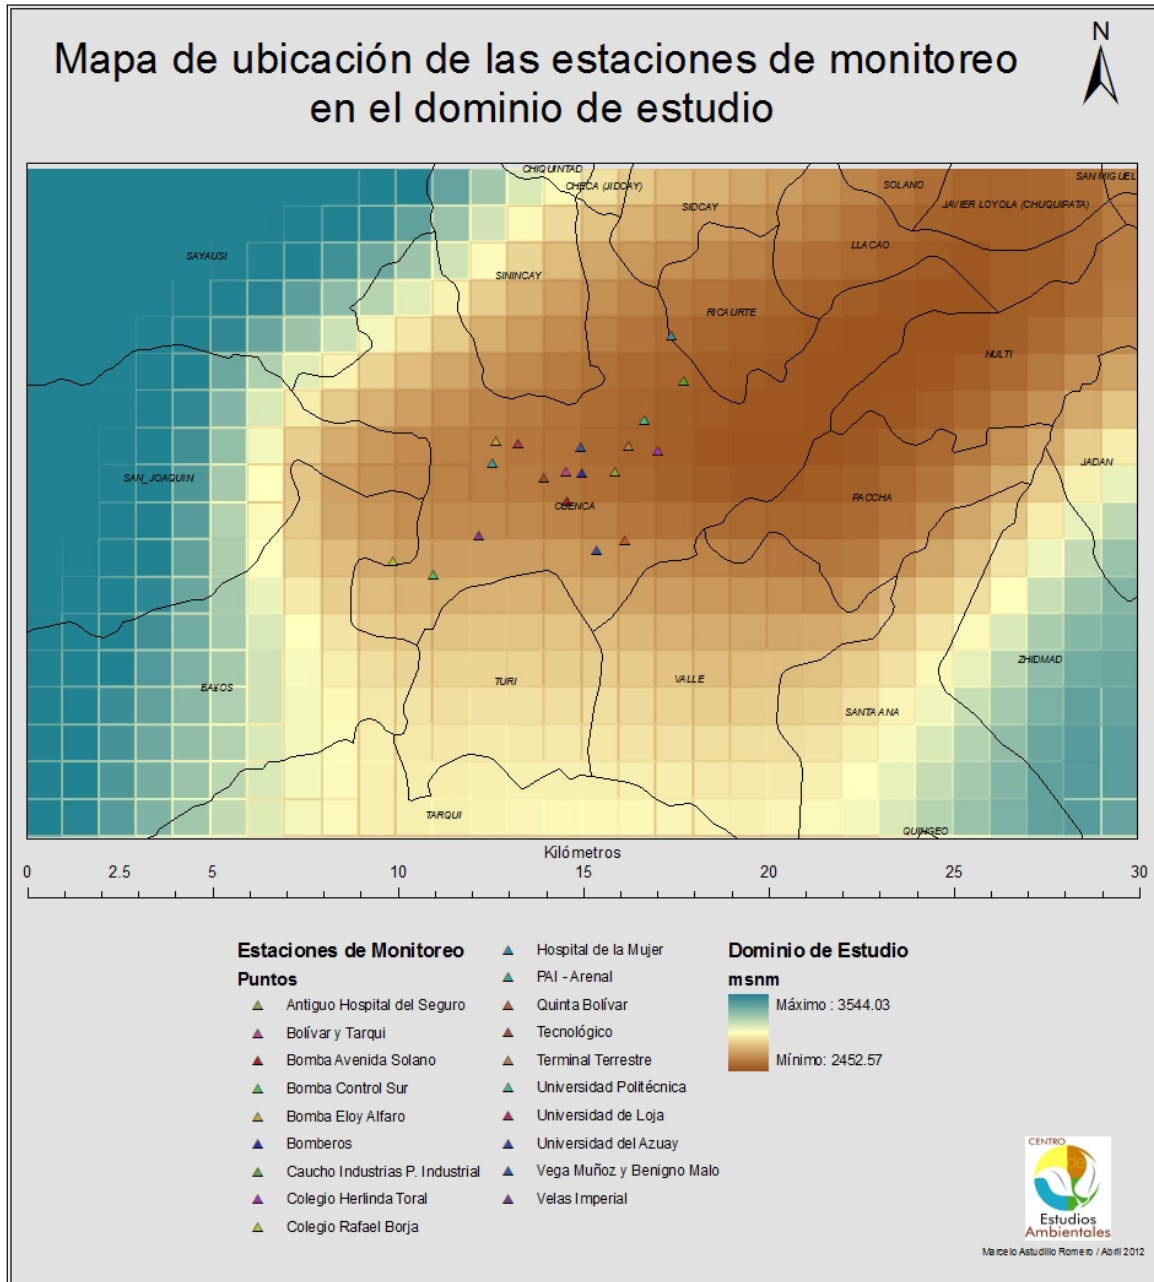 N
Mapa de ubicación de las estaciones de monitoreo
en el dominio de estudio
CHIQUINTAD
CHECA (JIDCAY)
SOLANO
SAN MIGUEL
SIDCAY
JAVIER LOYOLA (CHUQUIPATA)
LLACAO
SAYAUSI
SININCAY
RICAURTE
NULTI
JADAN
SAN_JOAQUIN
PACCHA
CUENCA
ZHIDMAD
BA¥OS
TURI
VALLE
SANTA ANA
TARQUI
QUINGEO
Kilómetros
0 2.5 5 10 15 20 25 30
Estaciones de Monitoreo
Puntos
Antiguo Hospital del Seguro
Bolívar y Tarqui
Bomba Avenida Solano
Bomba Control Sur
Bomba Eloy Alfaro
Bomberos
Caucho Industrias P. Industrial
Colegio Herlinda Toral
Colegio Rafael Borja
Hospital de la Mujer
PAI - Arenal
Quinta Bolívar
Tecnológico
Terminal Terrestre
Universidad Politécnica
Universidad de Loja
Universidad del Azuay
Vega Muñoz y Benigno Malo
Velas Imperial
Dominio de Estudio
msnm
Máximo : 3544.03
Mínimo: 2452.57
CENTRO
Estudios
Ambientales
Marcelo Astudillo Romero / Abril 2012